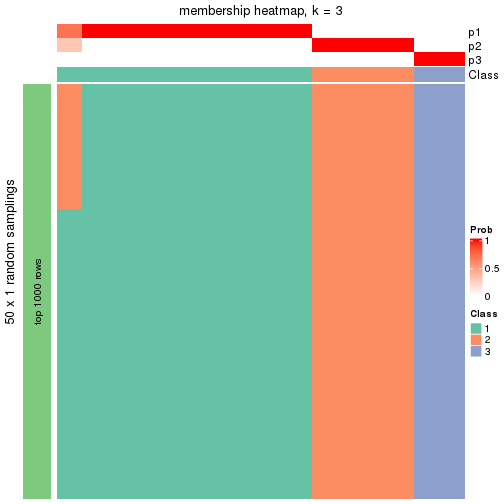 membership heatmap, k = 3
p1
p2
p3
Class
50 x 1 random samplings
top 1000 rows
Prob
1
0.5
0
Class
1
2
3